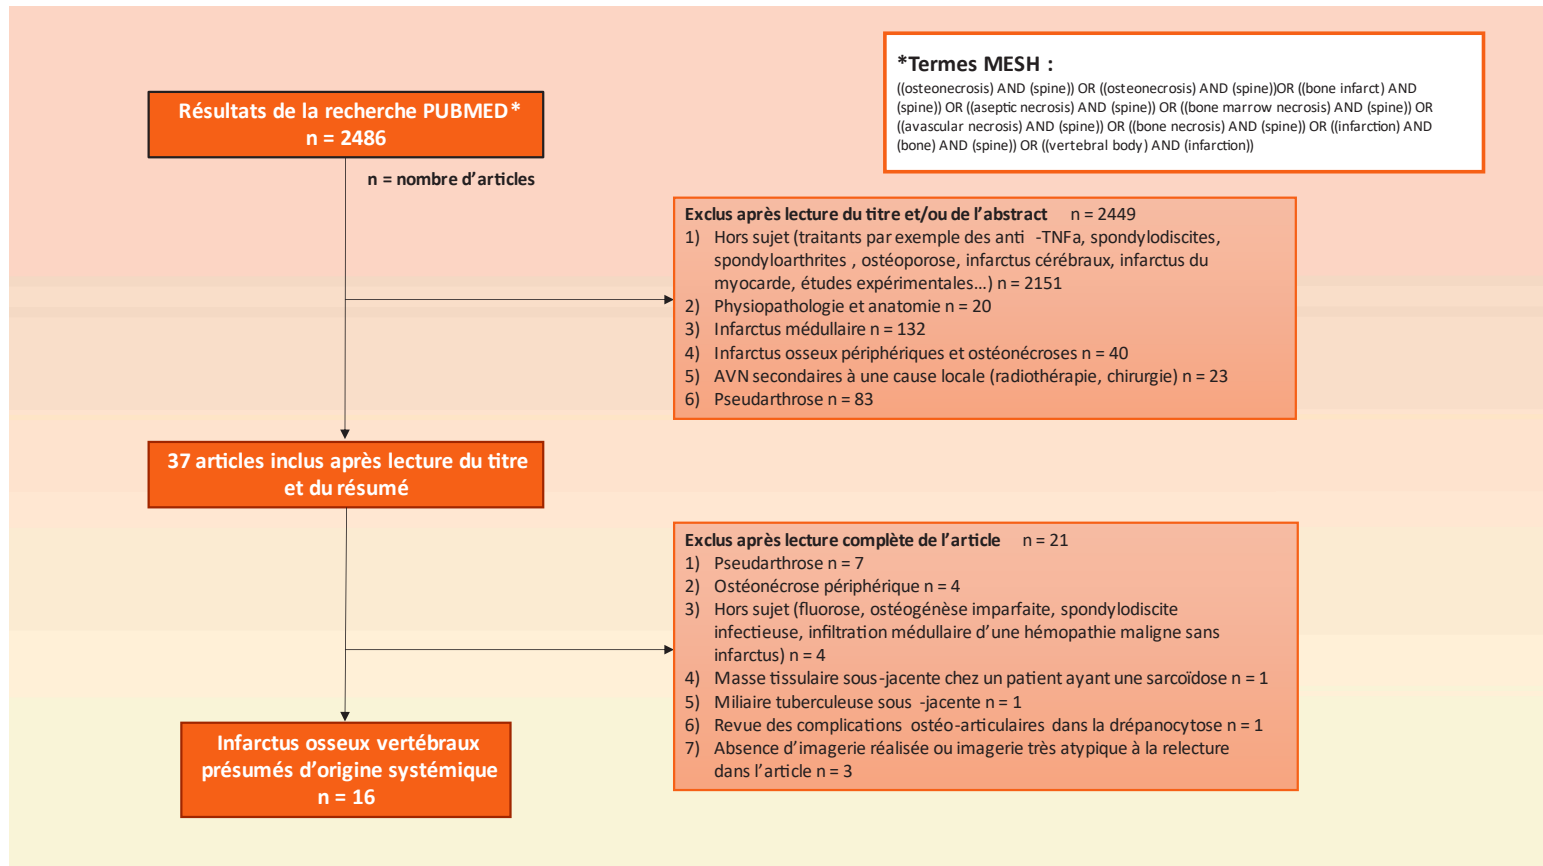 *Termes MESH :
((osteonecrosis) AND (spine)) OR ((osteonecrosis) AND (spine))OR ((bone infarct) AND
(spine)) OR ((aseptic necrosis) AND (spine)) OR ((bone marrow necrosis) AND (spine)) OR
((avascular necrosis) AND (spine)) OR ((bone necrosis) AND (spine)) OR ((infarction) AND
(bone) AND (spine)) OR ((vertebral body) AND (infarction))
Résultats de la recherche PUBMED*
n = 2486
n = nombre d’articles
Exclus après lecture du titre et/ou de l’abstract n = 2449
1) Hors sujet (traitants par exemple des anti -TNFa, spondylodiscites,
spondyloarthrites , ostéoporose, infarctus cérébraux, infarctus du
myocarde, études expérimentales...) n = 2151
2) Physiopathologie et anatomie n = 20
3) Infarctus médullaire n = 132
4) Infarctus osseux périphériques et ostéonécroses n = 40
5) AVN secondaires à une cause locale (radiothérapie, chirurgie) n = 23
6) Pseudarthrose n = 83
37 articles inclus après lecture du titre
et du résumé
Exclus après lecture complète de l’article n = 21
1) Pseudarthrose n = 7
2) Ostéonécrose périphérique n = 4
3) Hors sujet (fluorose, ostéogénèse imparfaite, spondylodiscite
infectieuse, infiltration médullaire d’une hémopathie maligne sans
infarctus) n = 4
4) Masse tissulaire sous-jacente chez un patient ayant une sarcoïdose n = 1
5) Miliaire tuberculeuse sous -jacente n = 1
6) Revue des complications ostéo-articulaires dans la drépanocytose n = 1
7) Absence d’imagerie réalisée ou imagerie très atypique à la relecture
dans l’article n = 3
Infarctus osseux vertébraux
présumés d’origine systémique
n = 16